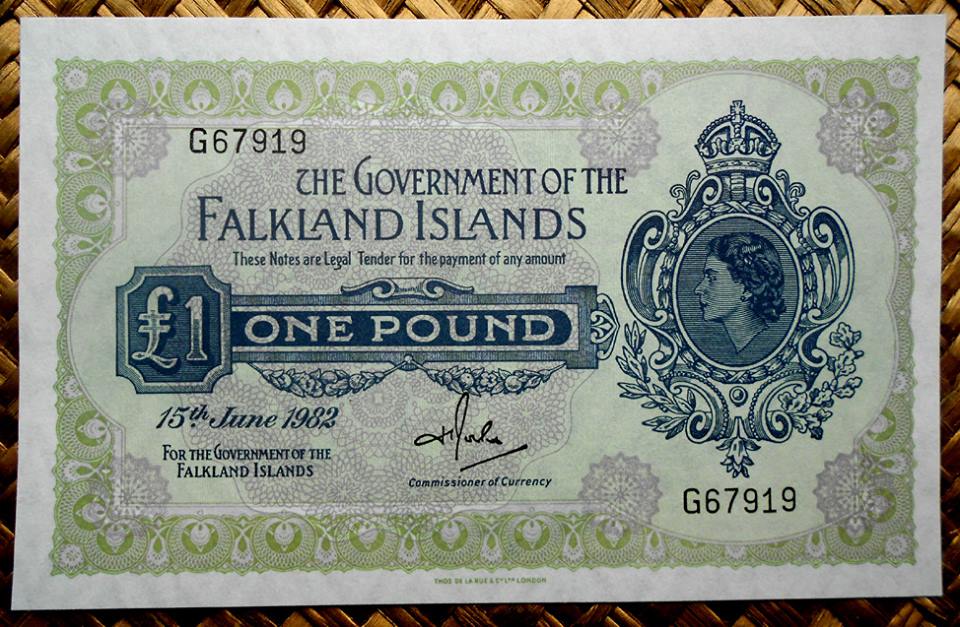 G67919
THE GOVERNMENT OF THE
FALKLAND ISLANDS
These Notes are Legal Tender for the payment of any amount
£1 ONE POUND
15th June 1982
FOR THE GOVERNMENT OF THE
FALKLAND ISLANDS
Commissioner of Currency
G67919
THOS DE LA RUE & CY LTD LONDON